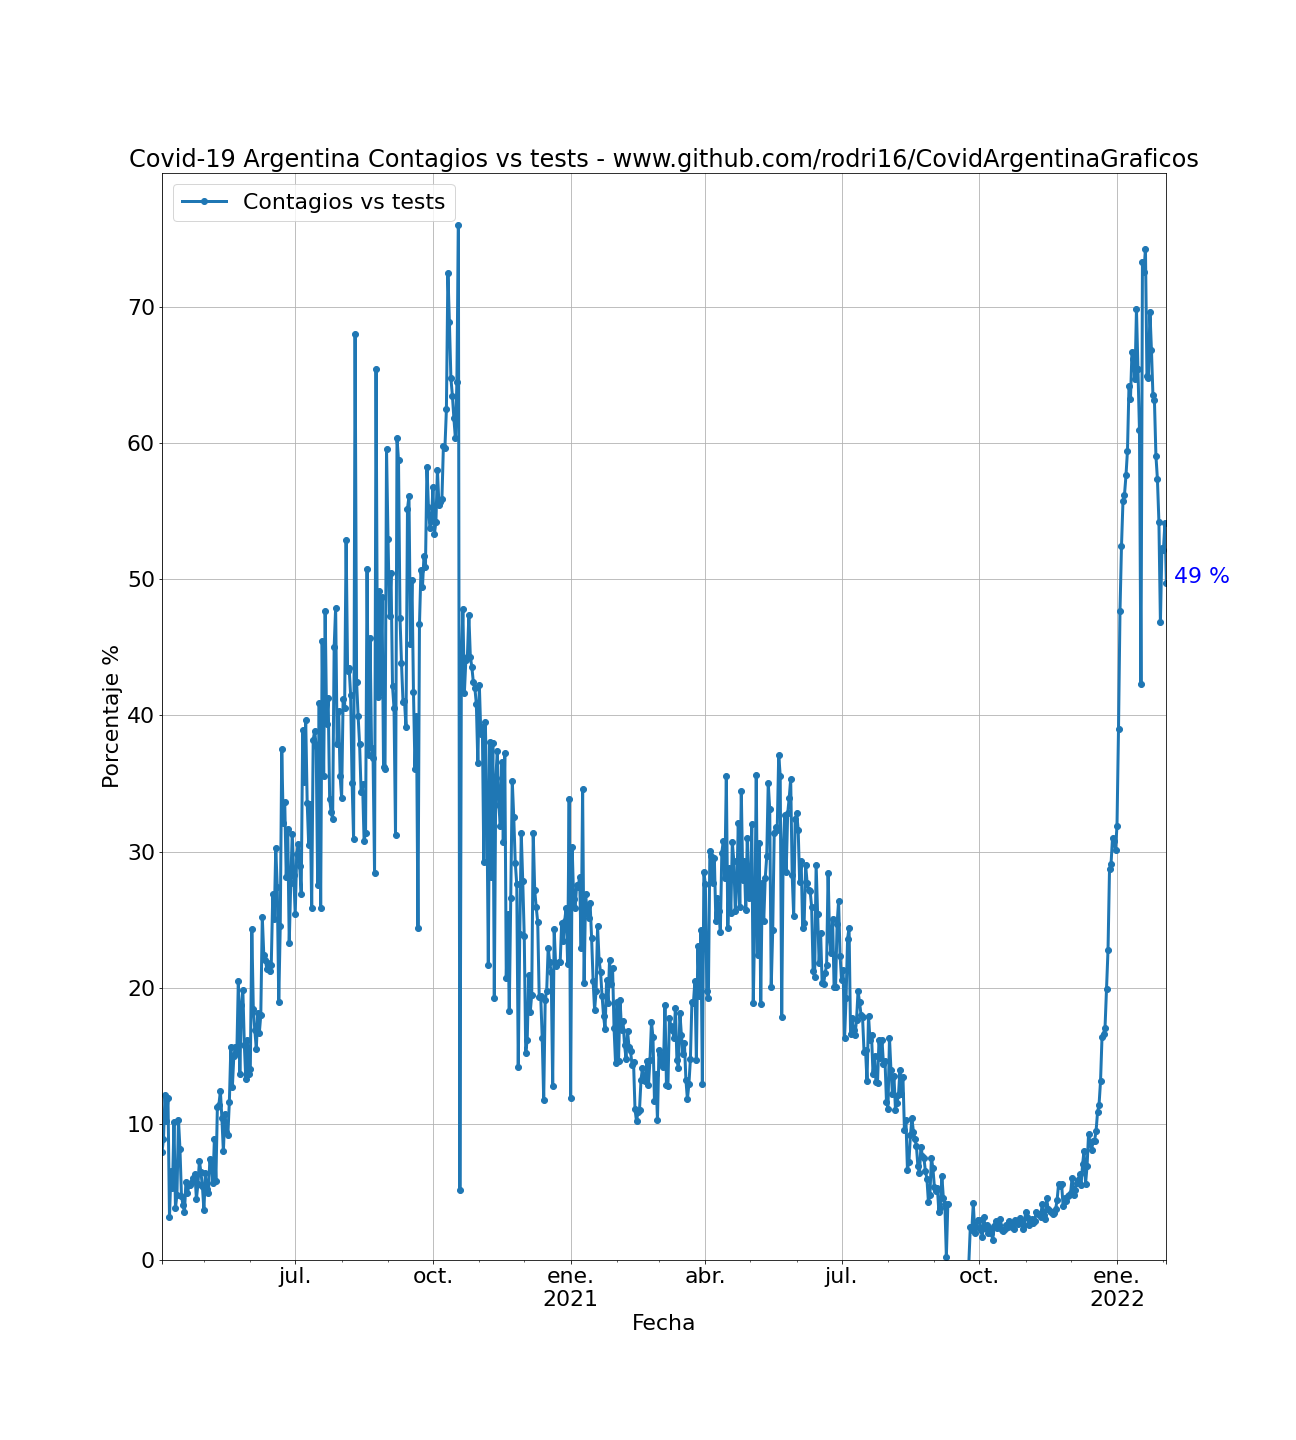 Covid-19 Argentina Contagios vs tests - www.github.com/rodri16/CovidArgentinaGraficos
Contagios vs tests
70
60
50
40
30
20
10
0
Porcentaje %
49 %
jul.
oct.
ene.
2021
abr.
jul.
oct.
ene.
2022
Fecha